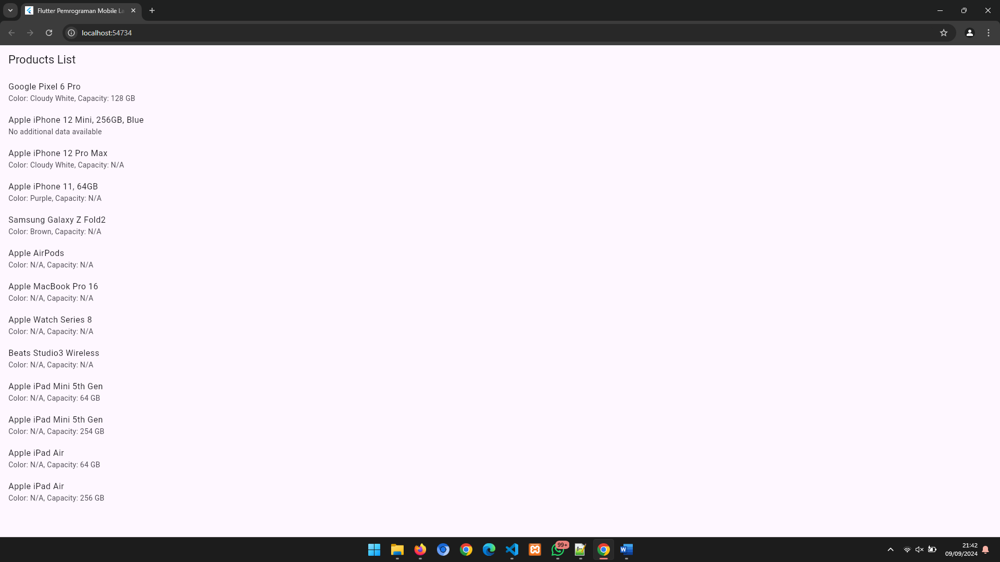 Flutter Pemrograman Mobile La
localhost:54734
Products List
Google Pixel 6 Pro
Color: Cloudy White, Capacity: 128 GB
Apple iPhone 12 Mini, 256GB, Blue
No additional data available
Apple iPhone 12 Pro Max
Color: Cloudy White, Capacity: N/A
Apple iPhone 11, 64GB
Color: Purple, Capacity: N/A
Samsung Galaxy Z Fold2
Color: Brown, Capacity: N/A
Apple AirPods
Color: N/A, Capacity: N/A
Apple MacBook Pro 16
Color: N/A, Capacity: N/A
Apple Watch Series 8
Color: N/A, Capacity: N/A
Beats Studio3 Wireless
Color: N/A, Capacity: N/A
Apple iPad Mini 5th Gen
Color: N/A, Capacity: 64 GB
Apple iPad Mini 5th Gen
Color: N/A, Capacity: 254 GB
Apple iPad Air
Color: N/A, Capacity: 64 GB
Apple iPad Air
Color: N/A, Capacity: 256 GB
99+
21:42
09/09/2024